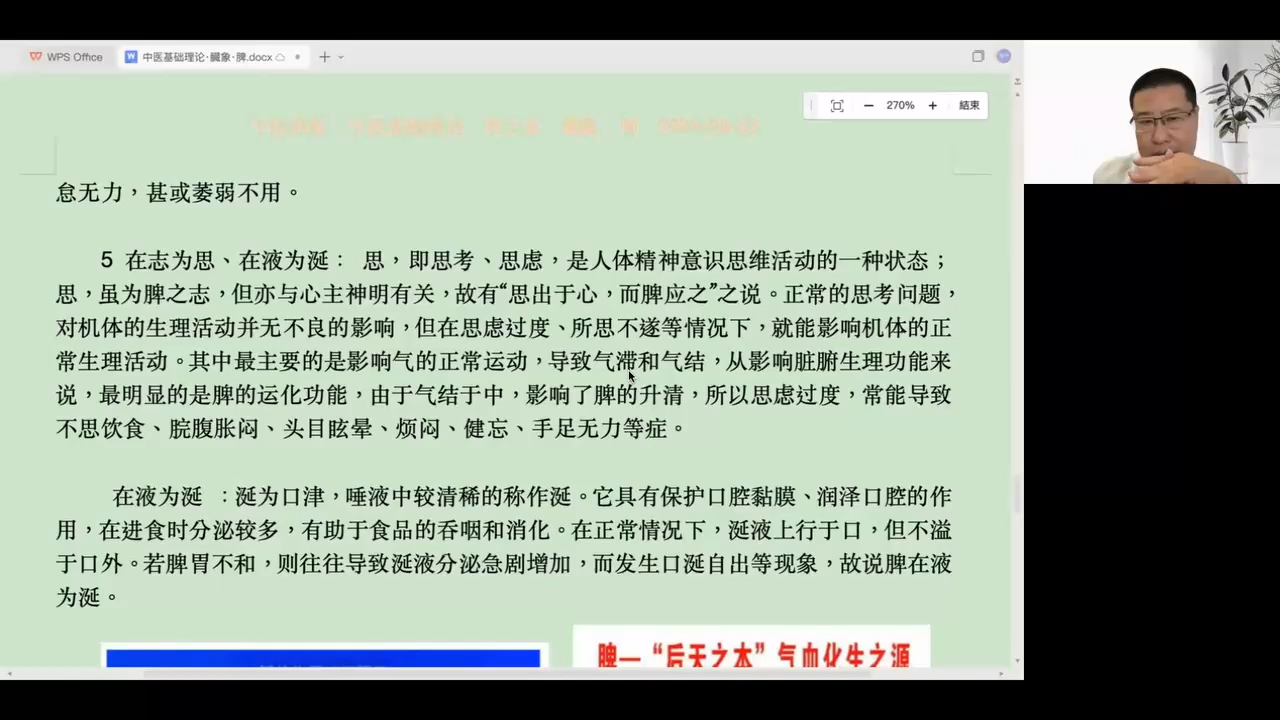 WPS Office
中医基础理论·臟象·脾.docx
270%
結束
怠无力，甚或萎弱不用。
5 在志为思、在液为涎： 思，即思考、思虑，是人体精神意识思维活动的一种状态；
思，虽为脾之志，但亦与心主神明有关，故有“思出于心，而脾应之”之说。正常的思考问题，
对机体的生理活动并无不良的影响，但在思虑过度、所思不遂等情况下，就能影响机体的正
常生理活动。其中最主要的是影响气的正常运动，导致气滞和气结，从影响脏腑生理功能来
说，最明显的是脾的运化功能，由于气结于中，影响了脾的升清，所以思虑过度，常能导致
不思饮食、脘腹胀闷、头目眩晕、烦闷、健忘、手足无力等症。
在液为涎 ：涎为口津，唾液中较清稀的称作涎。它具有保护口腔黏膜、润泽口腔的作
用，在进食时分泌较多，有助于食品的吞咽和消化。在正常情况下，涎液上行于口，但不溢
于口外。若脾胃不和，则往往导致涎液分泌急剧增加，而发生口涎自出等现象，故说脾在液
为涎。
脾—“后天之本”气血化生之源